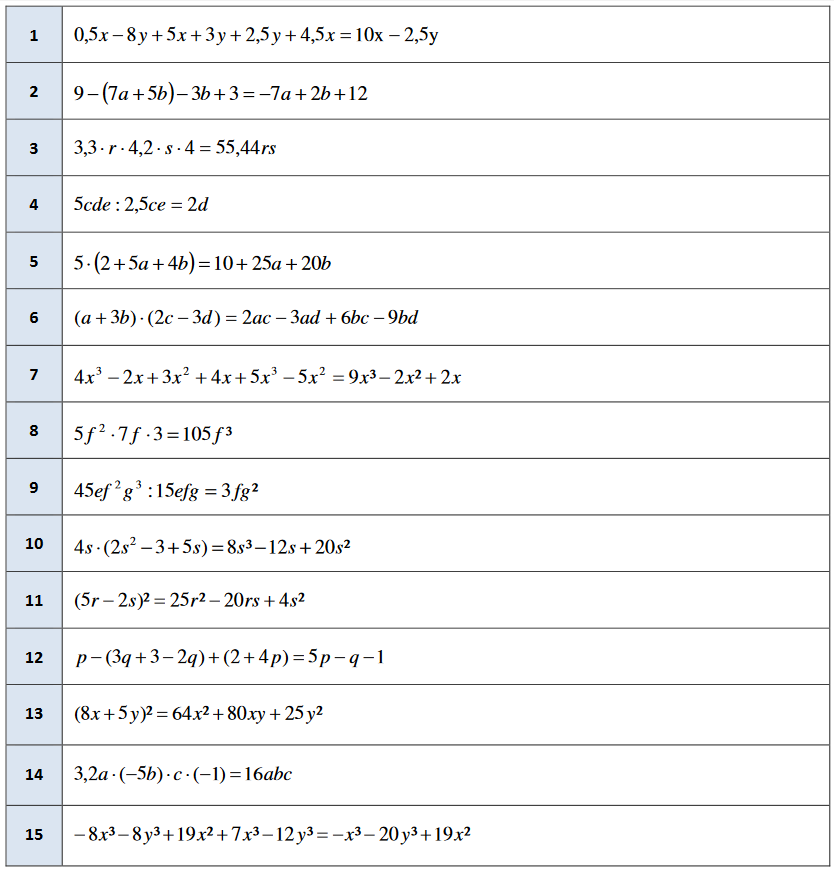 1 0,5x − 8y + 5x + 3y + 2,5y + 4,5x = 10x − 2,5y
2 9 − (7a + 5b) − 3b + 3 = −7a + 2b + 12
3 3,3 · r · 4,2 · s · 4 = 55,44rs
4 5cde : 2,5ce = 2d
5 5 · (2 + 5a + 4b) = 10 + 25a + 20b
6 (a + 3b) · (2c − 3d) = 2ac − 3ad + 6bc − 9bd
7 4x³ − 2x + 3x² + 4x + 5x³ − 5x² = 9x³ − 2x² + 2x
8 5f² · 7f · 3 = 105f³
9 45ef²g³ : 15efg = 3fg²
10 4s · (2s² − 3 + 5s) = 8s³ − 12s + 20s²
11 (5r − 2s)² = 25r² − 20rs + 4s²
12 p − (3q + 3 − 2q) + (2 + 4p) = 5p − q − 1
13 (8x + 5y)² = 64x² + 80xy + 25y²
14 3,2a · (−5b) · c · (−1) = 16abc
15 −8x³ − 8y³ + 19x² + 7x³ − 12y³ = −x³ − 20y³ + 19x²